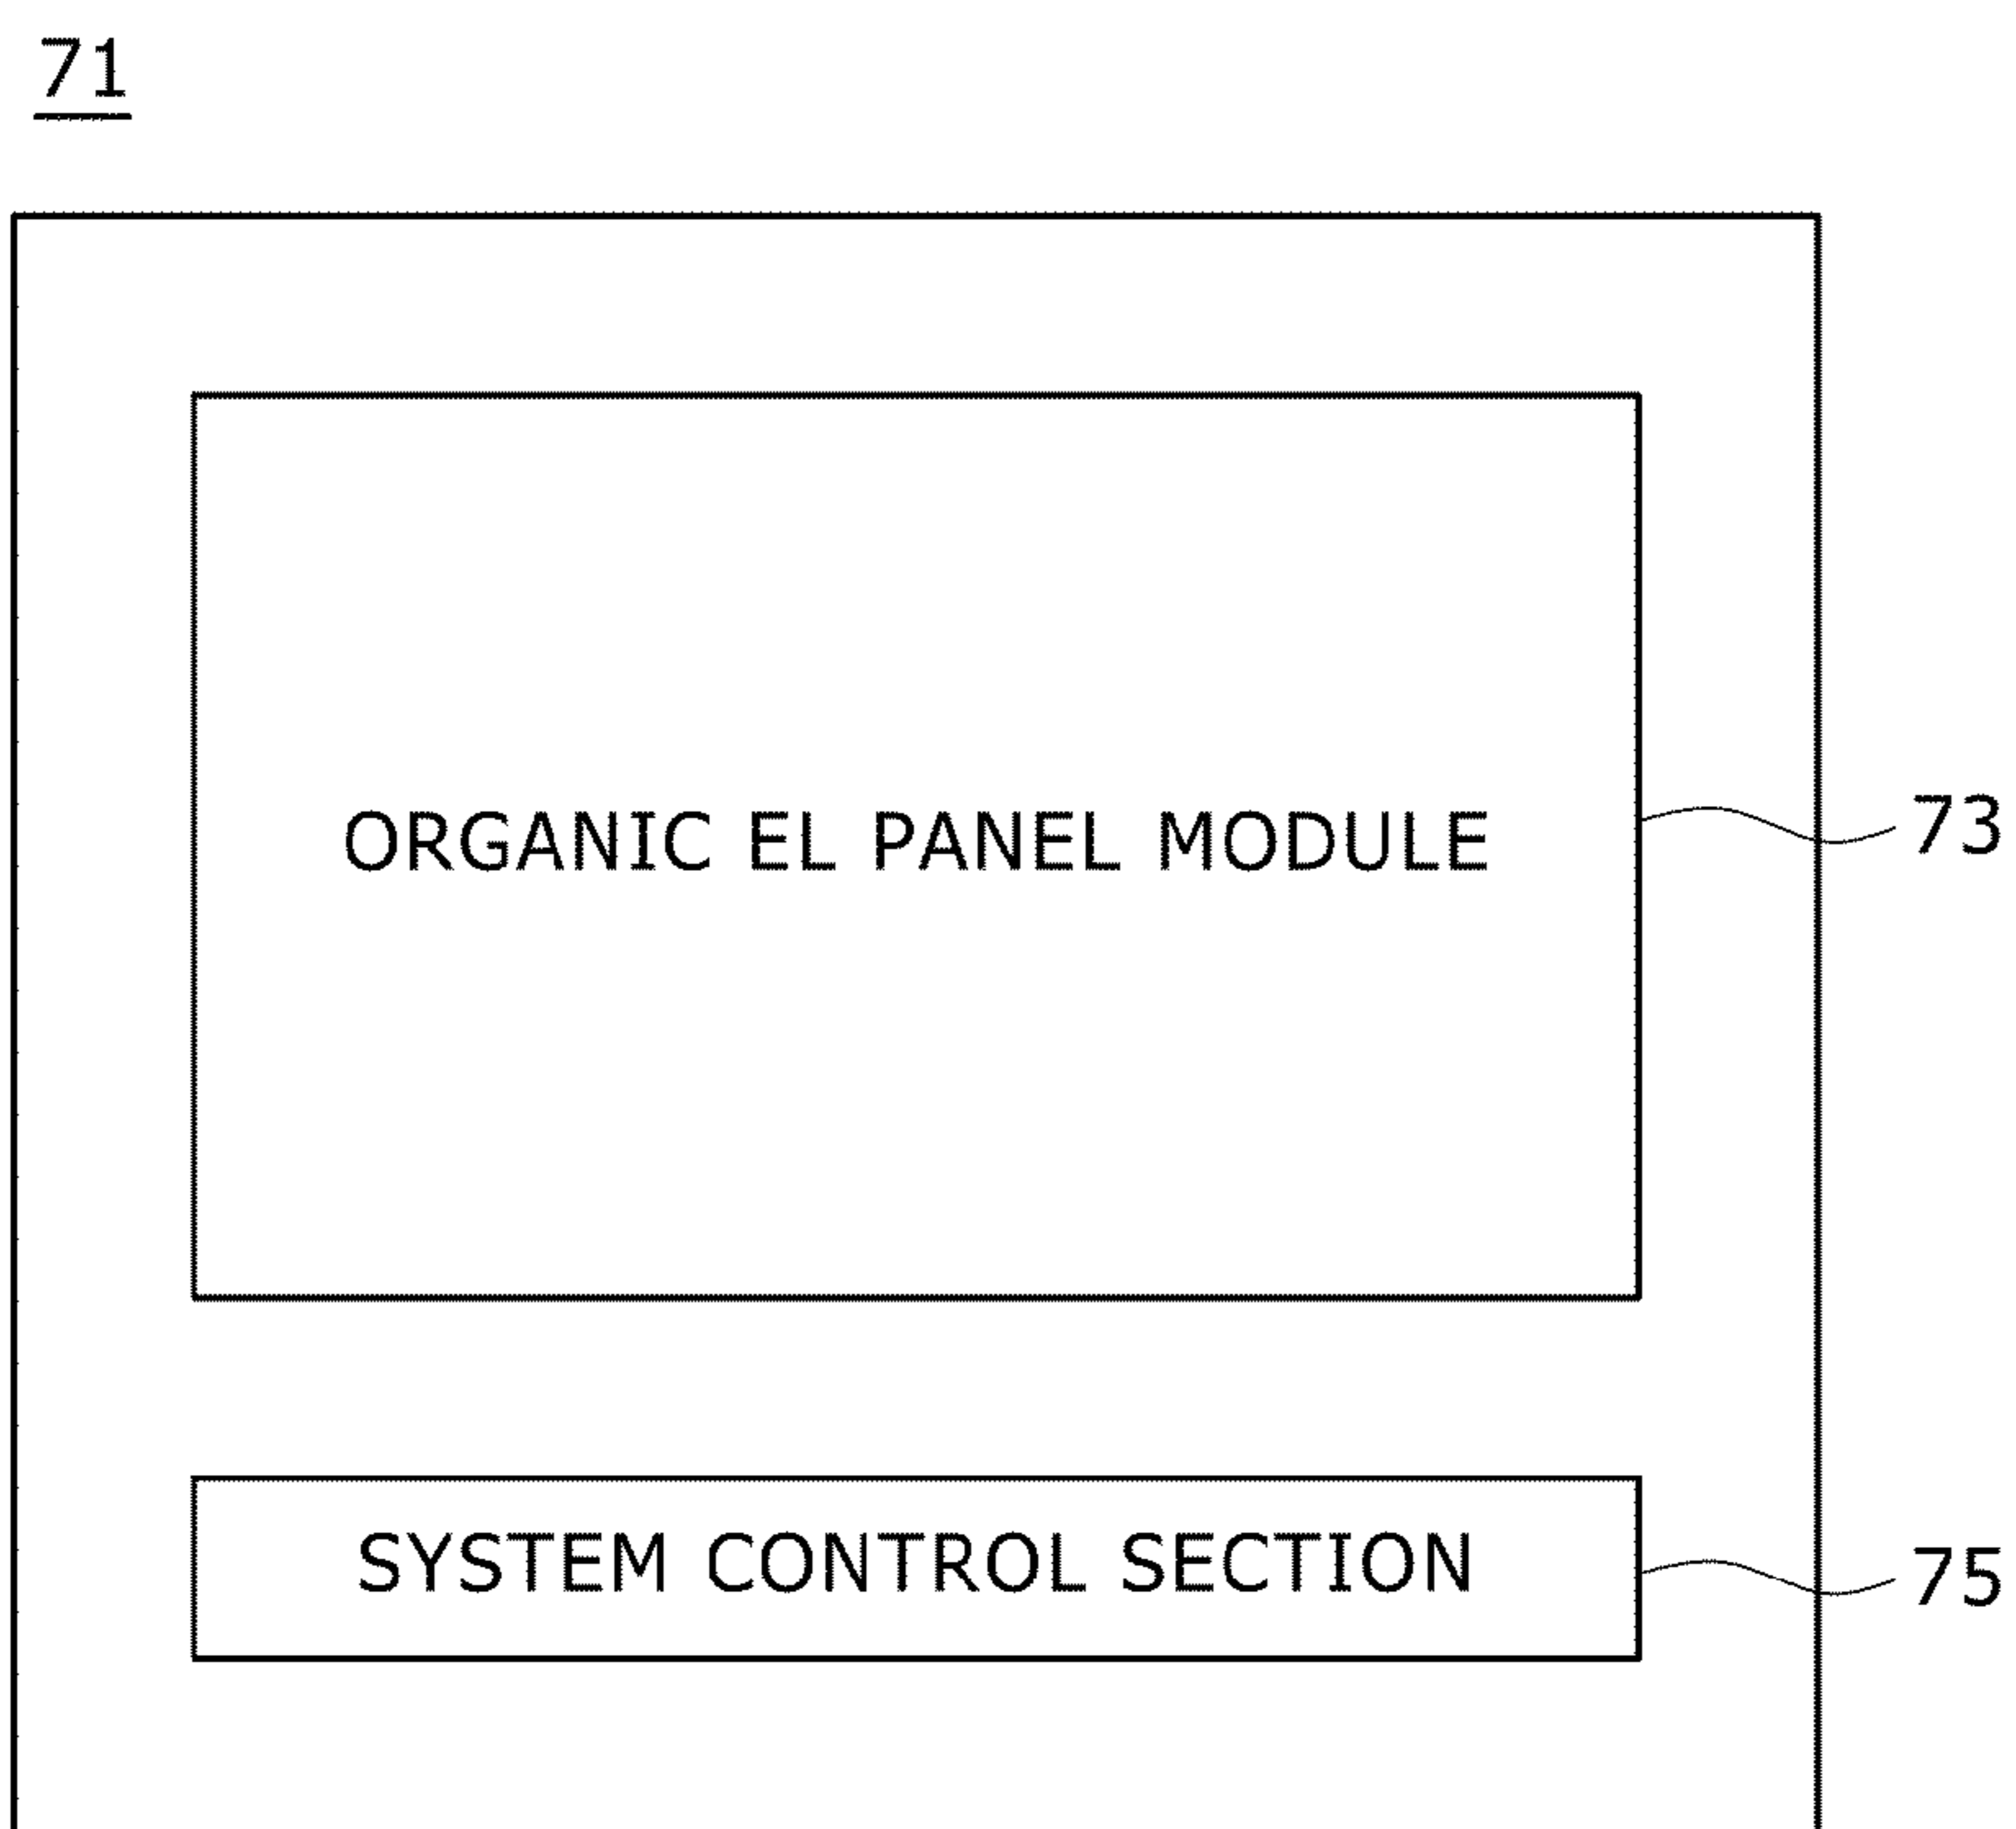 71
ORGANIC EL PANEL MODULE
73
SYSTEM CONTROL SECTION
75